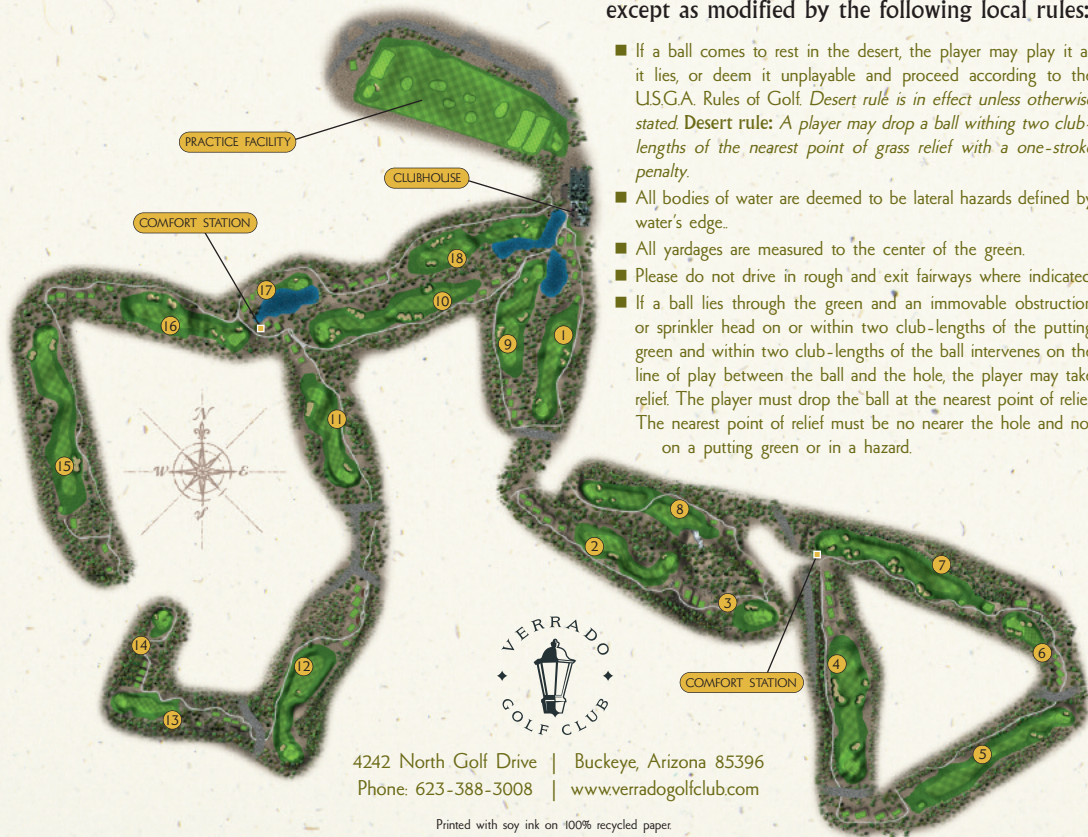 except as modified by the following local rules:
■ If a ball comes to rest in the desert, the player may play it a
it lies, or deem it unplayable and proceed according to the
U.S.G.A. Rules of Golf. Desert rule is in effect unless otherwise
stated. Desert rule: A player may drop a ball withing two club-
lengths of the nearest point of grass relief with a one-stroke
penalty.
■ All bodies of water are deemed to be lateral hazards defined by
water's edge..
■ All yardages are measured to the center of the green.
■ Please do not drive in rough and exit fairways where indicated
■ If a ball lies through the green and an immovable obstruction
or sprinkler head on or within two club-lengths of the putting
green and within two club-lengths of the ball intervenes on the
line of play between the ball and the hole, the player may take
relief. The player must drop the ball at the nearest point of relie
The nearest point of relief must be no nearer the hole and no
on a putting green or in a hazard.
PRACTICE FACILITY
CLUBHOUSE
COMFORT STATION
18
17
10
16
9
1
11
15
N
W
E
S
8
2
7
3
14
6
4
12
13
5
COMFORT STATION
VERRADO
GOLF CLUB
4242 North Golf Drive | Buckeye, Arizona 85396
Phone: 623-388-3008 | www.verradogolfclub.com
Printed with soy ink on 100% recycled paper.